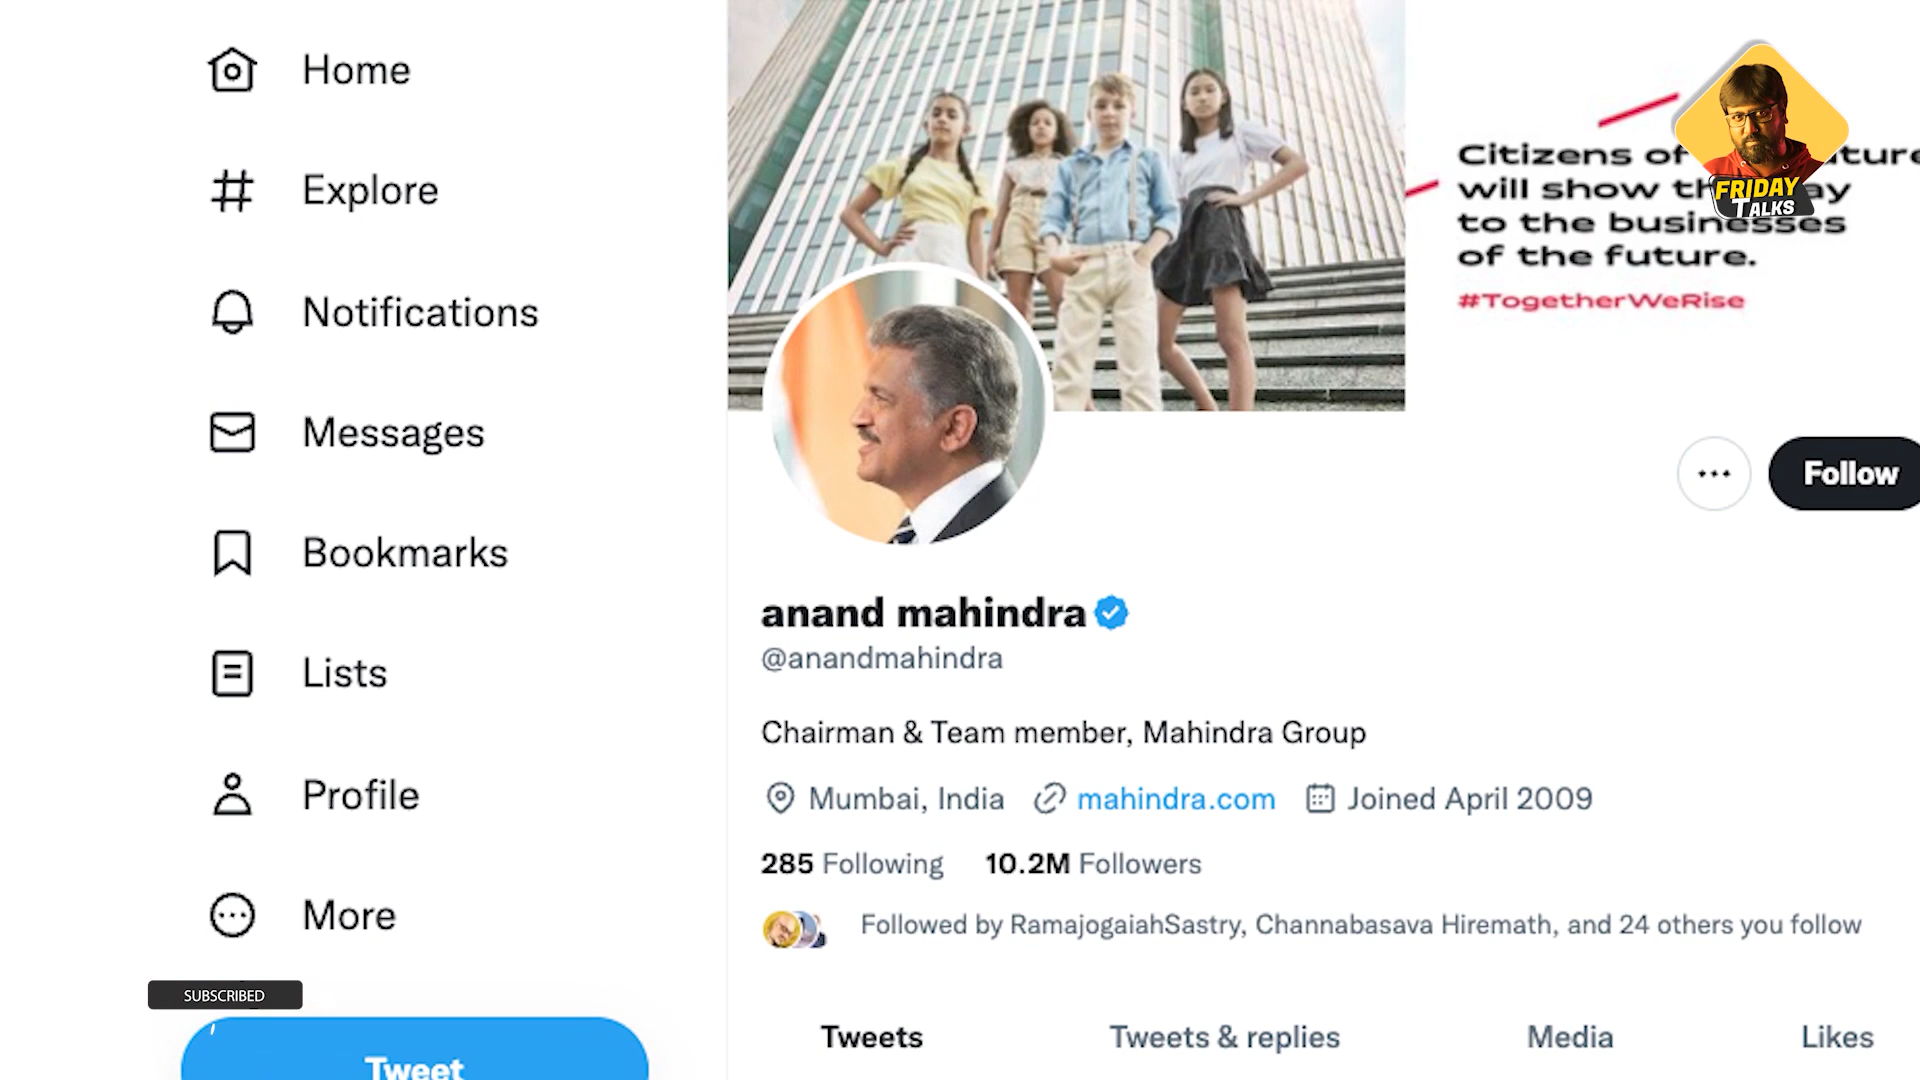 Home
Explore
Notifications
Messages
Bookmarks
Lists
Profile
More
SUBSCRIBED
Tweet
Citizens of
will show
to the businesses
of the future.
#TogetherWeRise
FRIDAY
TALKS
Follow
anand mahindra
@anandmahindra
Chairman & Team member, Mahindra Group
Mumbai, India mahindra.com Joined April 2009
285 Following 10.2M Followers
Followed by RamajogaiahSastry, Channabasava Hiremath, and 24 others you follow
Tweets Tweets & replies Media Likes